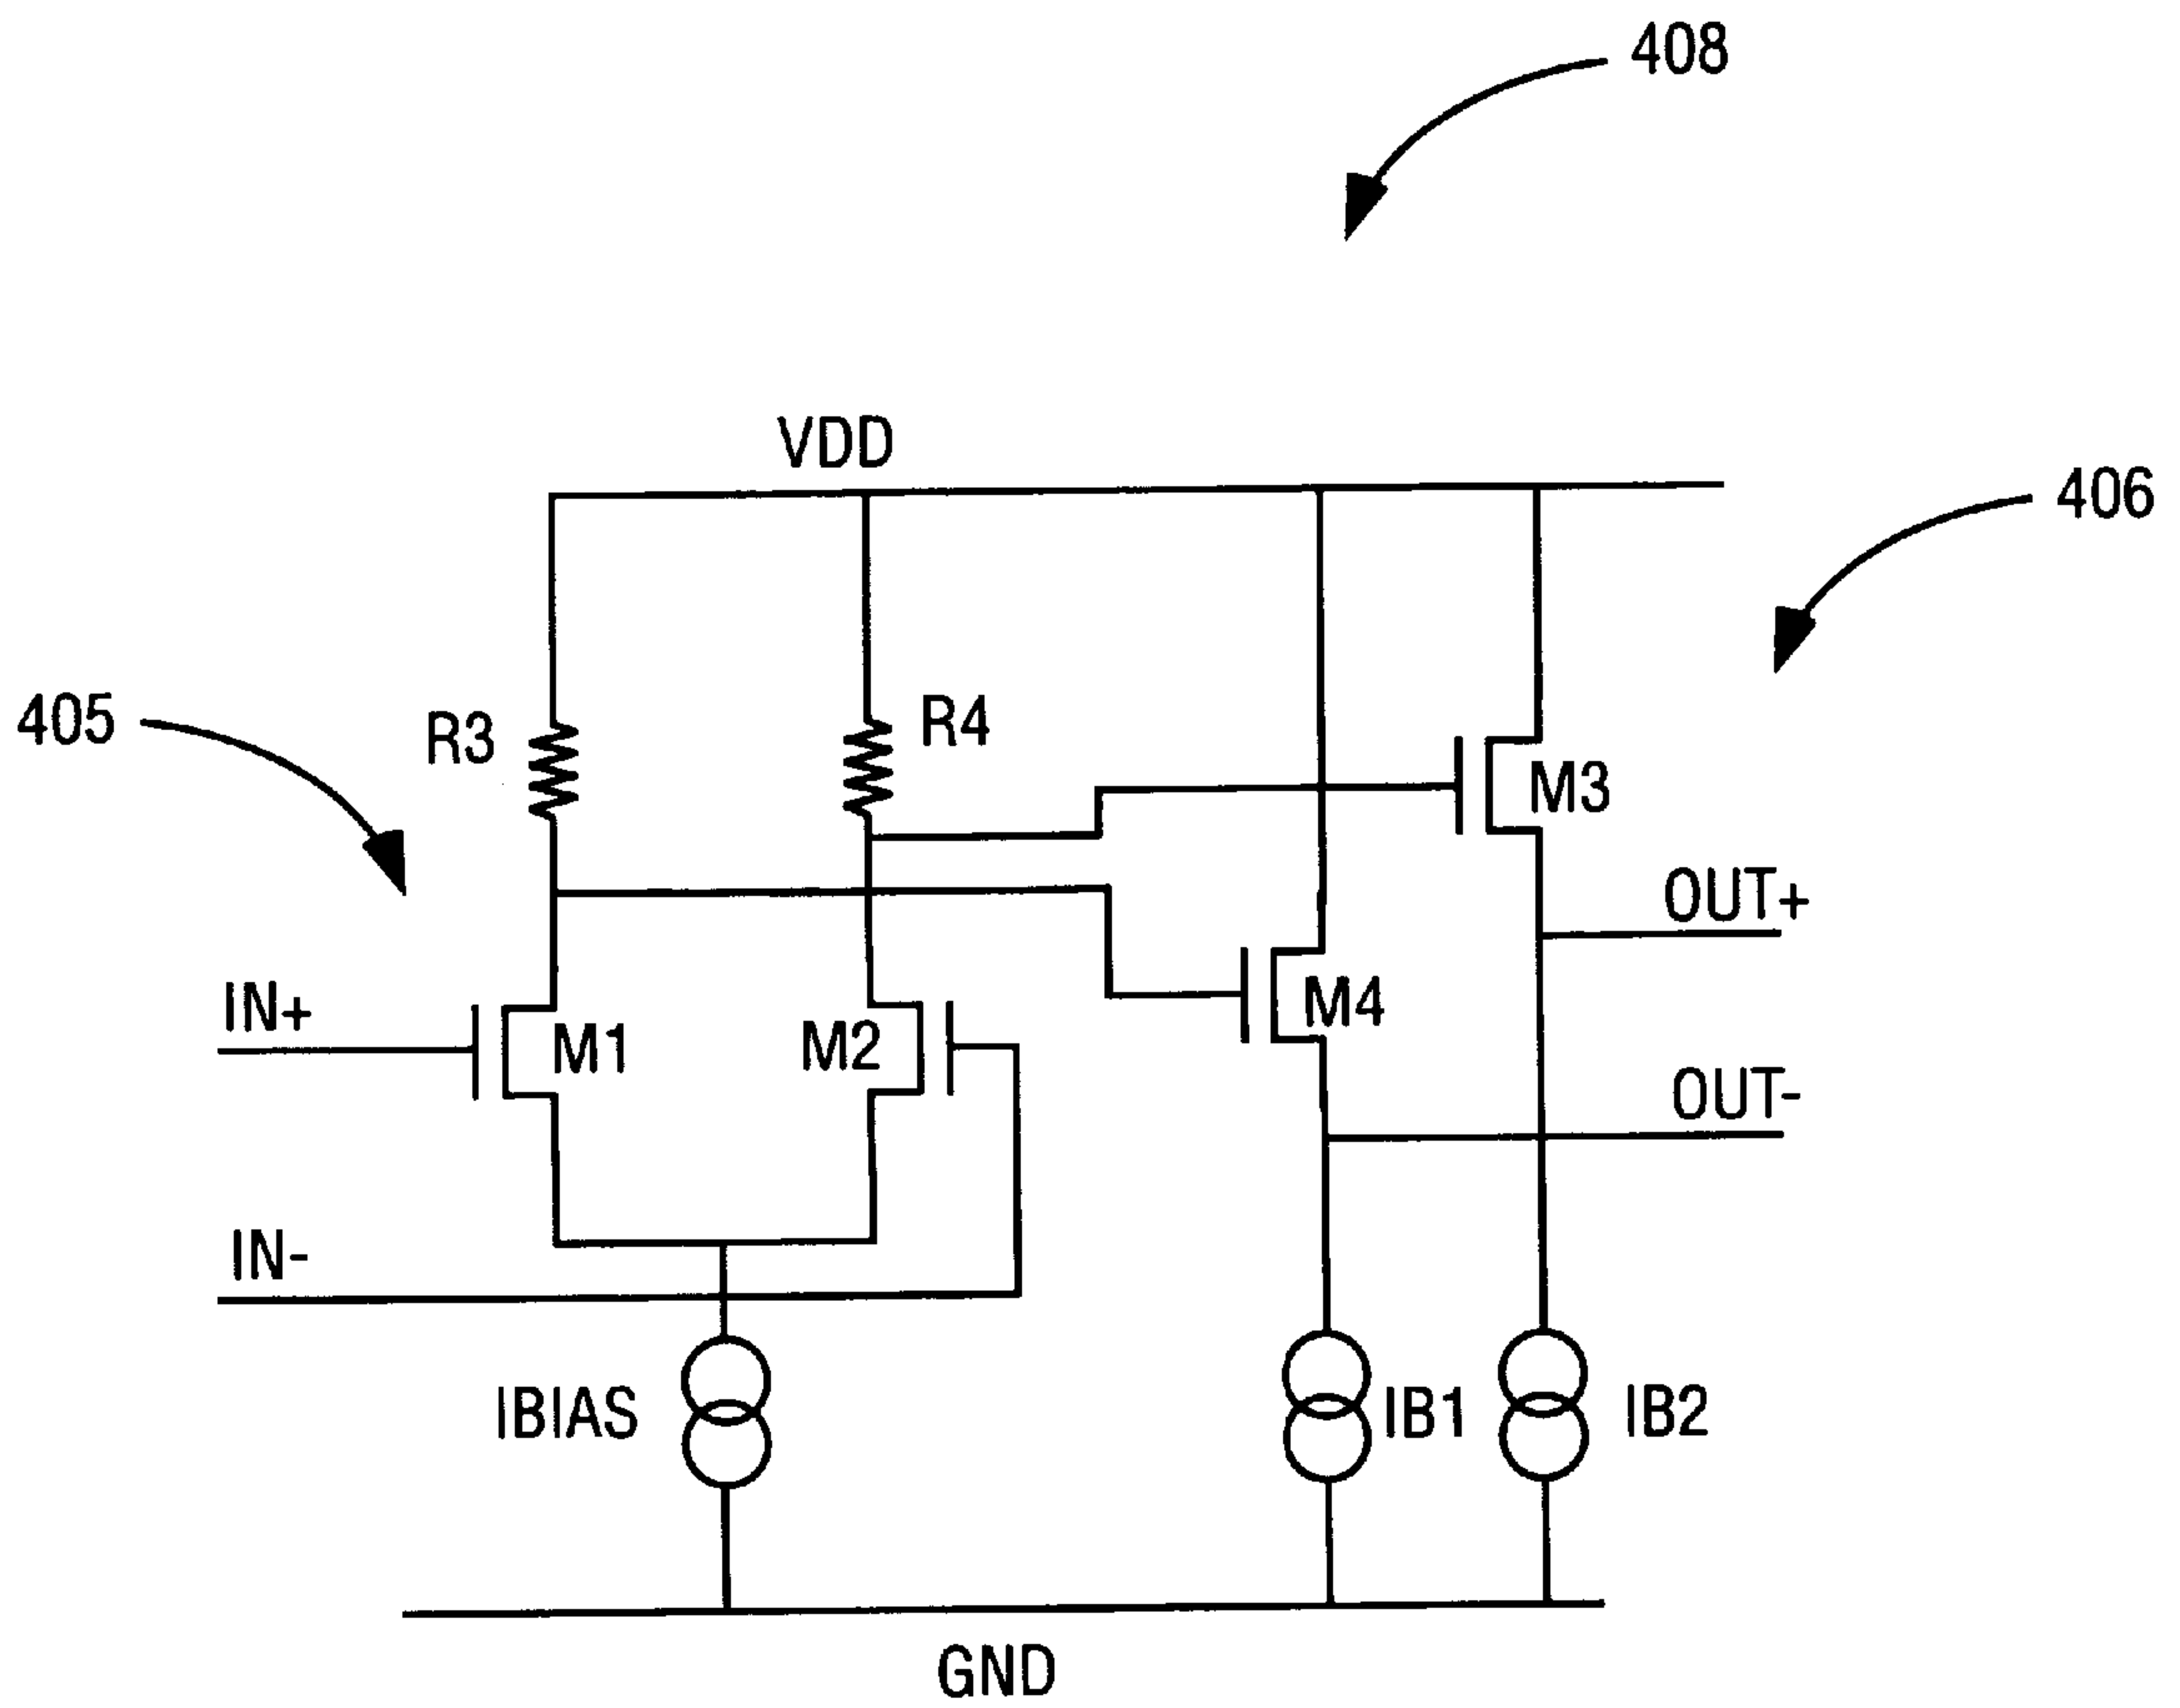 408
VDD
406
405
R3
R4
M3
OUT+
IN+
M1
M2
M4
OUT-
IN-
IBIAS
IB1
IB2
GND